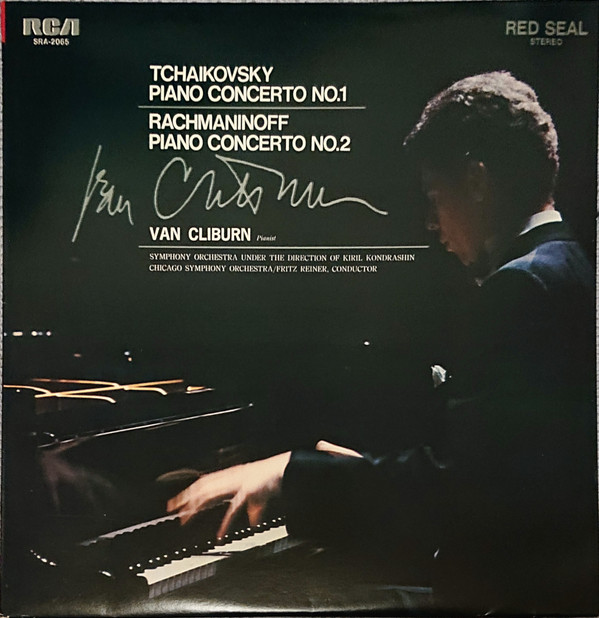 RCA
SRA-2065
RED SEAL
STEREO
TCHAIKOVSKY
PIANO CONCERTO NO.1
RACHMANINOFF
PIANO CONCERTO NO.2
Van Cliburn
VAN CLIBURN Pianist
SYMPHONY ORCHESTRA UNDER THE DIRECTION OF KIRIL KONDRASHIN
CHICAGO SYMPHONY ORCHESTRA/FRITZ REINER, CONDUCTOR